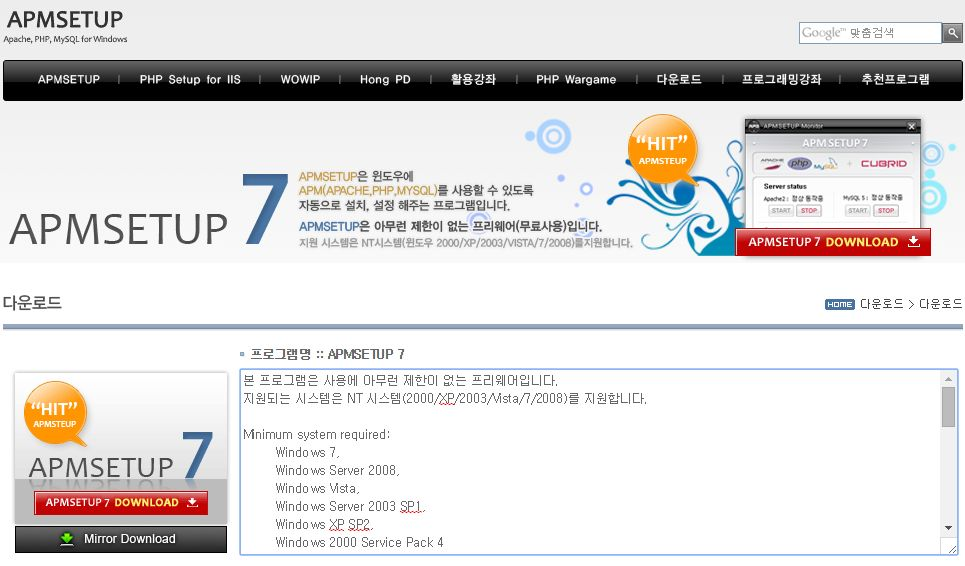 APMSETUP
Apache, PHP, MySQL for Windows
Google™ 맞춤검색
APMSETUP | PHP Setup for IIS | WOWIP | Hong PD | 활용강좌 | PHP Wargame | 다운로드 | 프로그래밍강좌 | 추천프로그램
APMSETUP 7
APMSETUP은 윈도우에
APM(APACHE,PHP,MYSQL)를 사용할 수 있도록
자동으로 설치, 설정 해주는 프로그램입니다.
APMSETUP은 아무런 제한이 없는 프리웨어(무료사용)입니다.
지원 시스템은 NT시스템(윈도우 2000/XP/2003/VISTA/7/2008)를지원합니다.
“HIT”
APMSTEUP
APMSETUP Monitor
APMSETUP 7
APACHE php MySQL + CUBRID
Server status
Apache2 : 정상 동작중 MySQL 5 : 정상 동작중
START STOP START STOP
APMSETUP 7 DOWNLOAD
다운로드
HOME 다운로드 > 다운로드
프로그램명 :: APMSETUP 7
“HIT”
APMSTEUP
APMSETUP 7
APMSETUP 7 DOWNLOAD
Mirror Download
본 프로그램은 사용에 아무런 제한이 없는 프리웨어입니다.
지원되는 시스템은 NT 시스템(2000/XP/2003/Vista/7/2008)를 지원합니다.
Minimum system required:
Windows 7,
Windows Server 2008,
Windows Vista,
Windows Server 2003 SP1,
Windows XP SP2,
Windows 2000 Service Pack 4